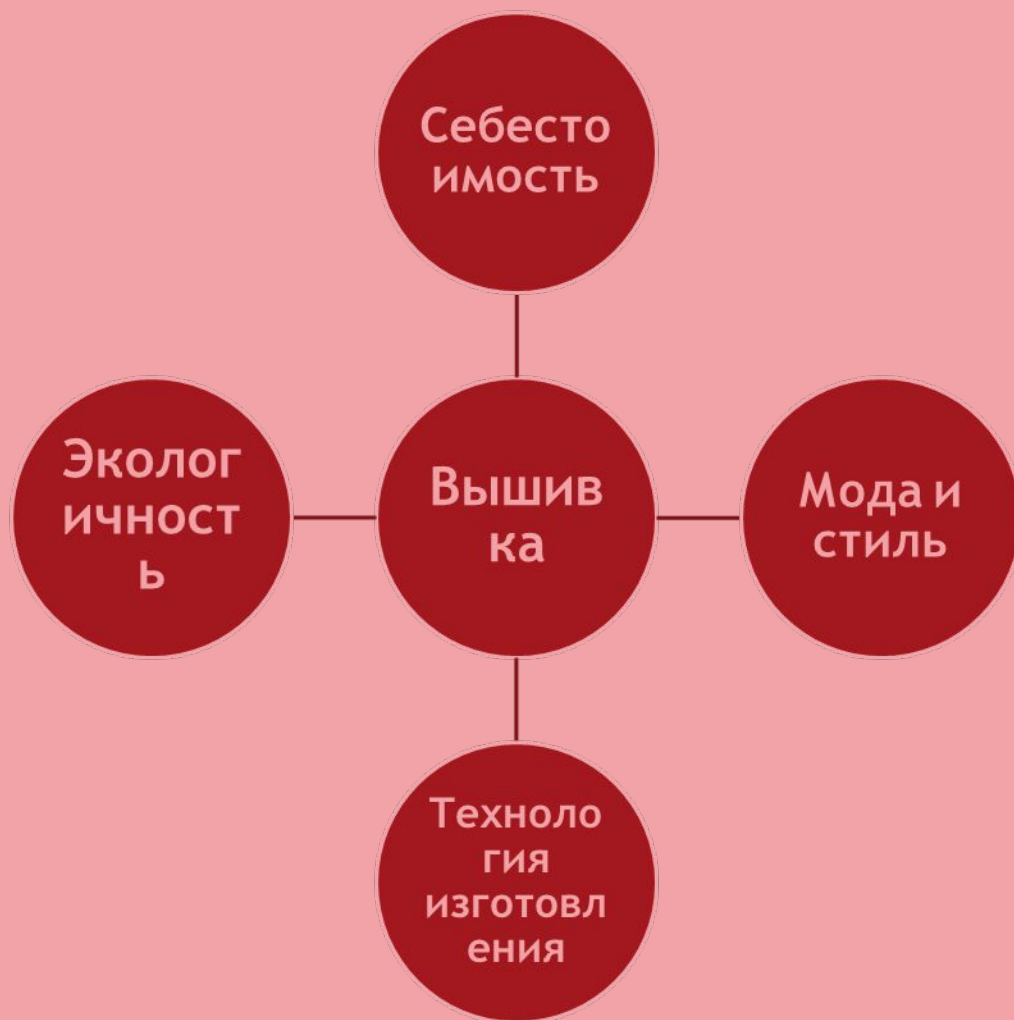 Себесто
имость
Эколог
ичност
ь
Вышив
ка
Мода и
стиль
Техноло
гия
изготовл
ения